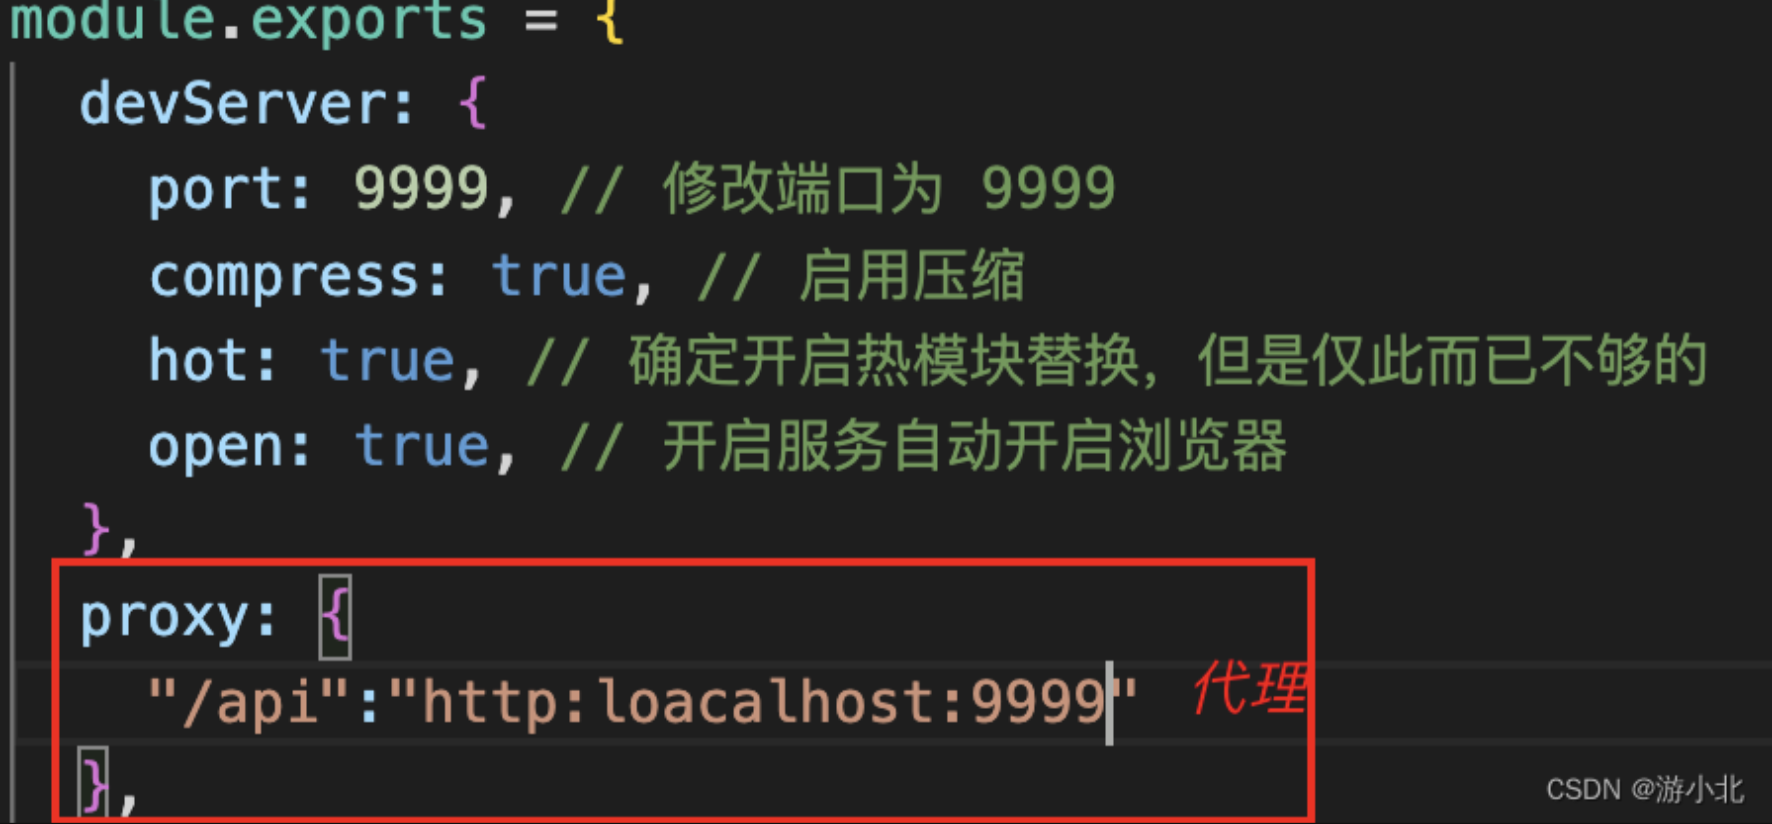 module.exports = {
devServer: {
port: 9999, // 修改端口为 9999
compress: true, // 启用压缩
hot: true, // 确定开启热模块替换，但是仅此而已不够的
open: true, // 开启服务自动开启浏览器
},
proxy: {
"/api":"http:loacalhost:9999" 代理
},
CSDN @游小北